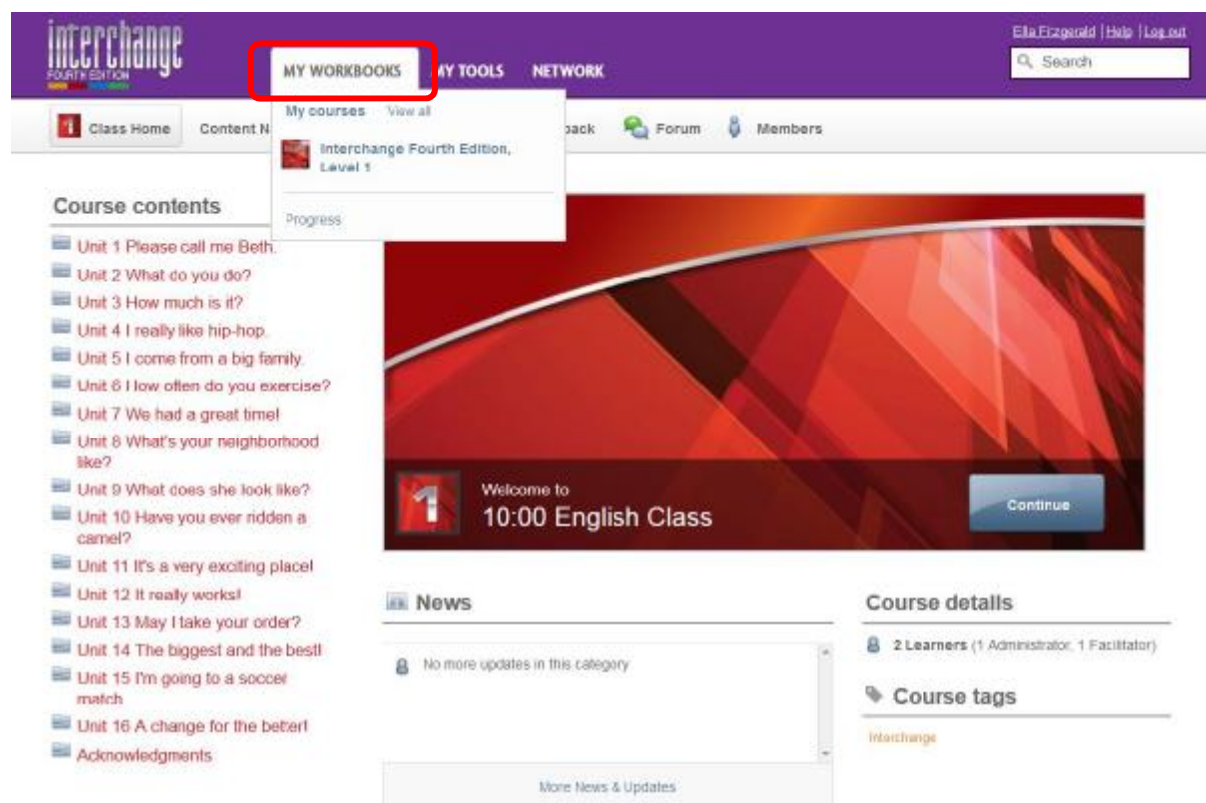 interchange
FOURTH EDITION
Ella Fizgerald | Help | Log out
Search
MY WORKBOOKS MY TOOLS NETWORK
My courses View all
Interchange Fourth Edition,
Level 1
Progress
Class Home Content N back Forum Members
Course contents
Unit 1 Please call me Beth.
Unit 2 What do you do?
Unit 3 How much is it?
Unit 4 I really like hip-hop.
Unit 5 I come from a big family.
Unit 6 How often do you exercise?
Unit 7 We had a great time!
Unit 8 What's your neighborhood
like?
Unit 9 What does she look like?
Unit 10 Have you ever ridden a
camel?
Unit 11 It's a very exciting place!
Unit 12 It really works!
Unit 13 May I take your order?
Unit 14 The biggest and the best!
Unit 15 I'm going to a soccer
match
Unit 16 A change for the better!
Acknowledgments
1
Welcome to
10:00 English Class
Continue
News
No more updates in this category
More News & Updates
Course details
2 Learners (1 Administrator, 1 Facilitator)
Course tags
Interchange